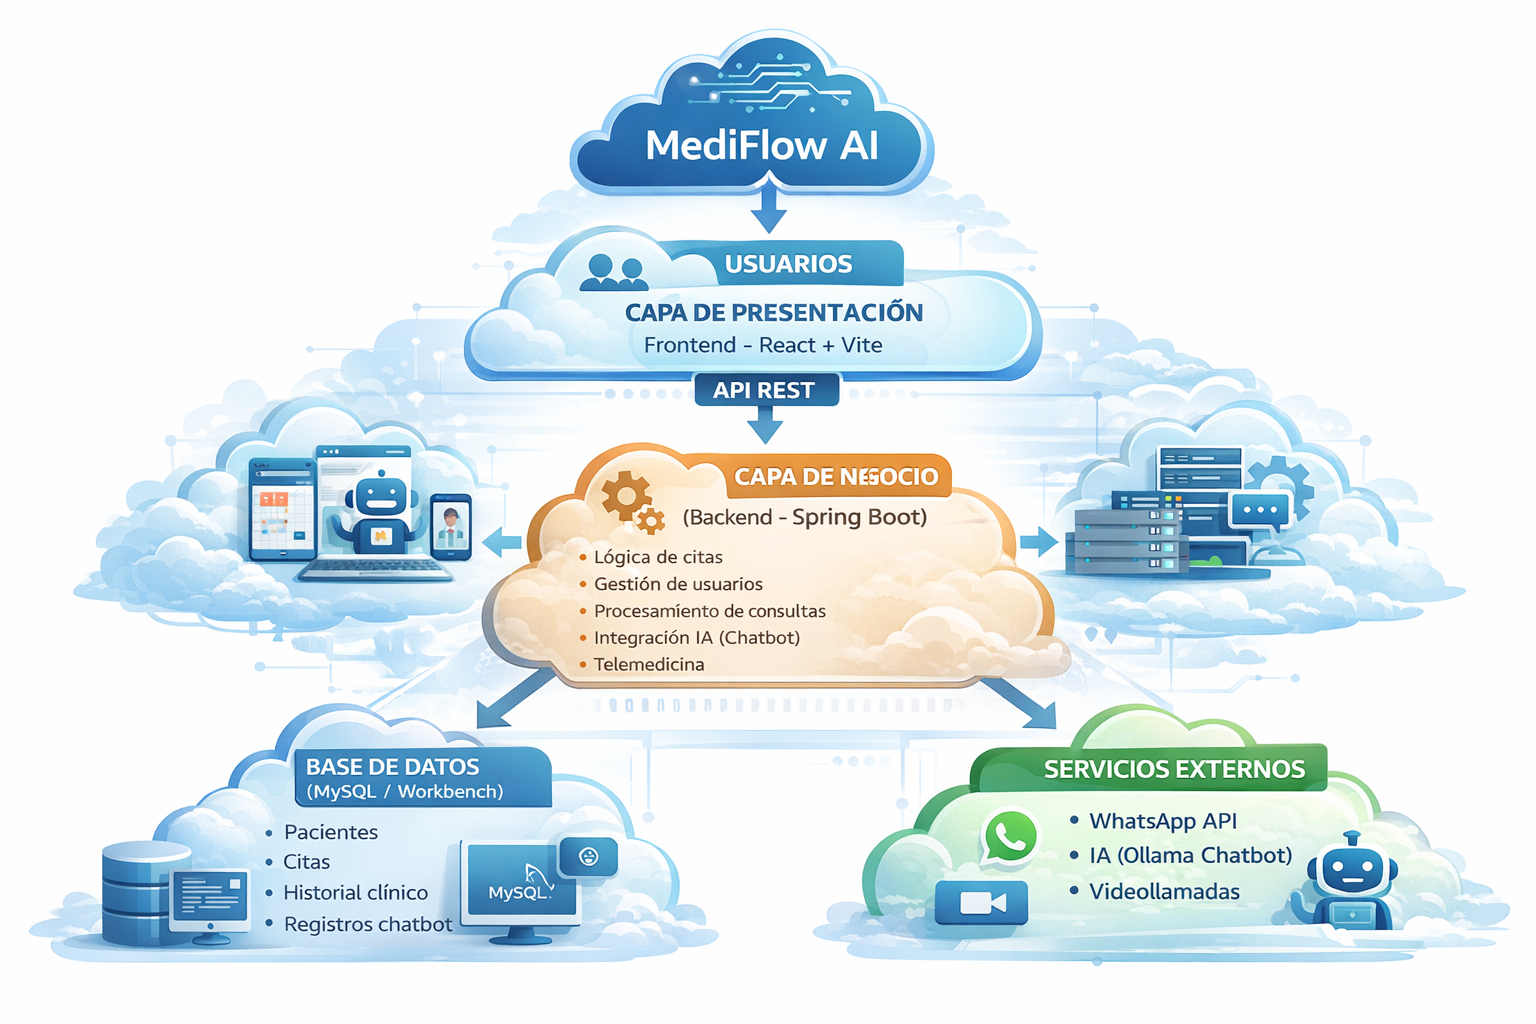 MediFlow AI
USUARIOS
CAPA DE PRESENTACIÓN
Frontend - React + Vite
API REST
CAPA DE NEGOCIO
(Backend - Spring Boot)
• Lógica de citas
• Gestión de usuarios
• Procesamíento de consultas
• Integración IA (Chatbot)
• Telemedicina
BASE DE DATOS
(MySQL / Workbench)
• Pacientes
• Citas
• Historial clínico
• Registros chatbot
MySQL.
SERVICIOS EXTERNOS
• WhatsApp API
• IA (Ollama Chatbot)
• Videollamadas